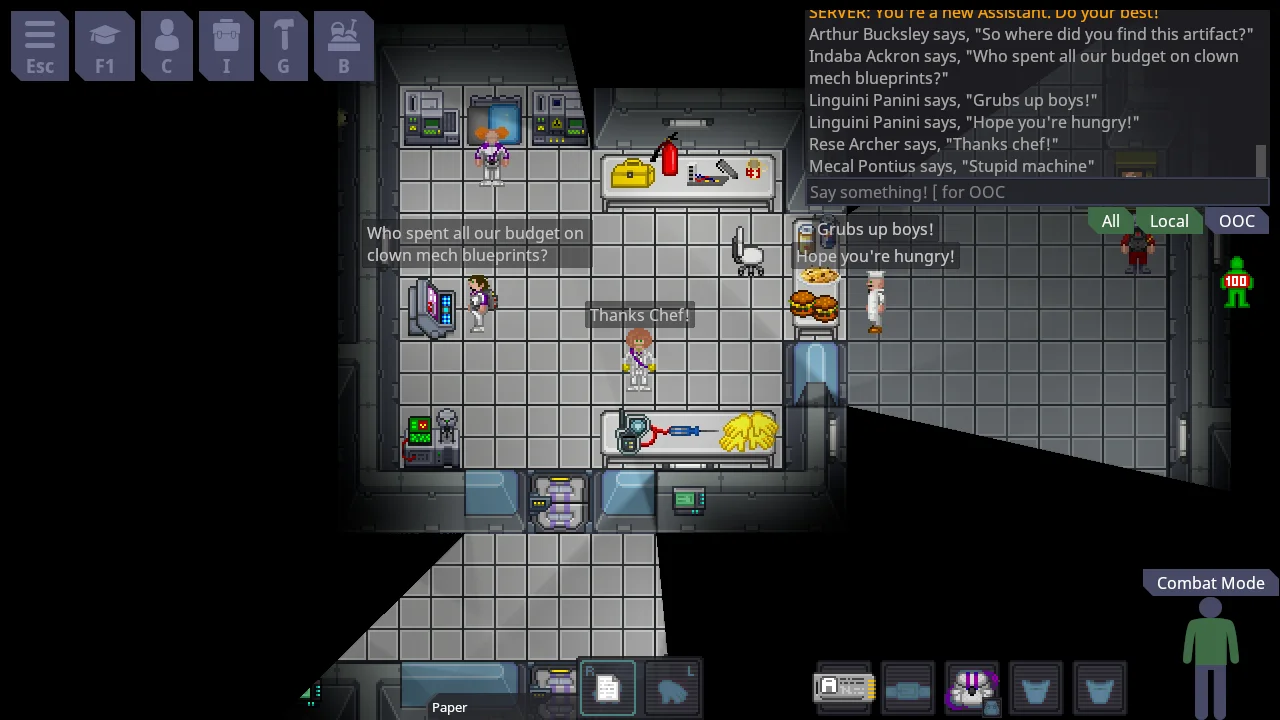 Esc
F1
C
I
G
B
SERVER: You're a new Assistant. Do your best!
Arthur Bucksley says, "So where did you find this artifact?"
Indaba Ackron says, "Who spent all our budget on clown
mech blueprints?"
Linguini Panini says, "Grubs up boys!"
Linguini Panini says, "Hope you're hungry!"
Rese Archer says, "Thanks chef!"
Mecal Pontius says, "Stupid machine"
Say something! [ for OOC
All
Local
OOC
Who spent all our budget on
clown mech blueprints?
Grubs up boys!
Hope you're hungry!
100
Thanks Chef!
Combat Mode
R
L
A
Paper